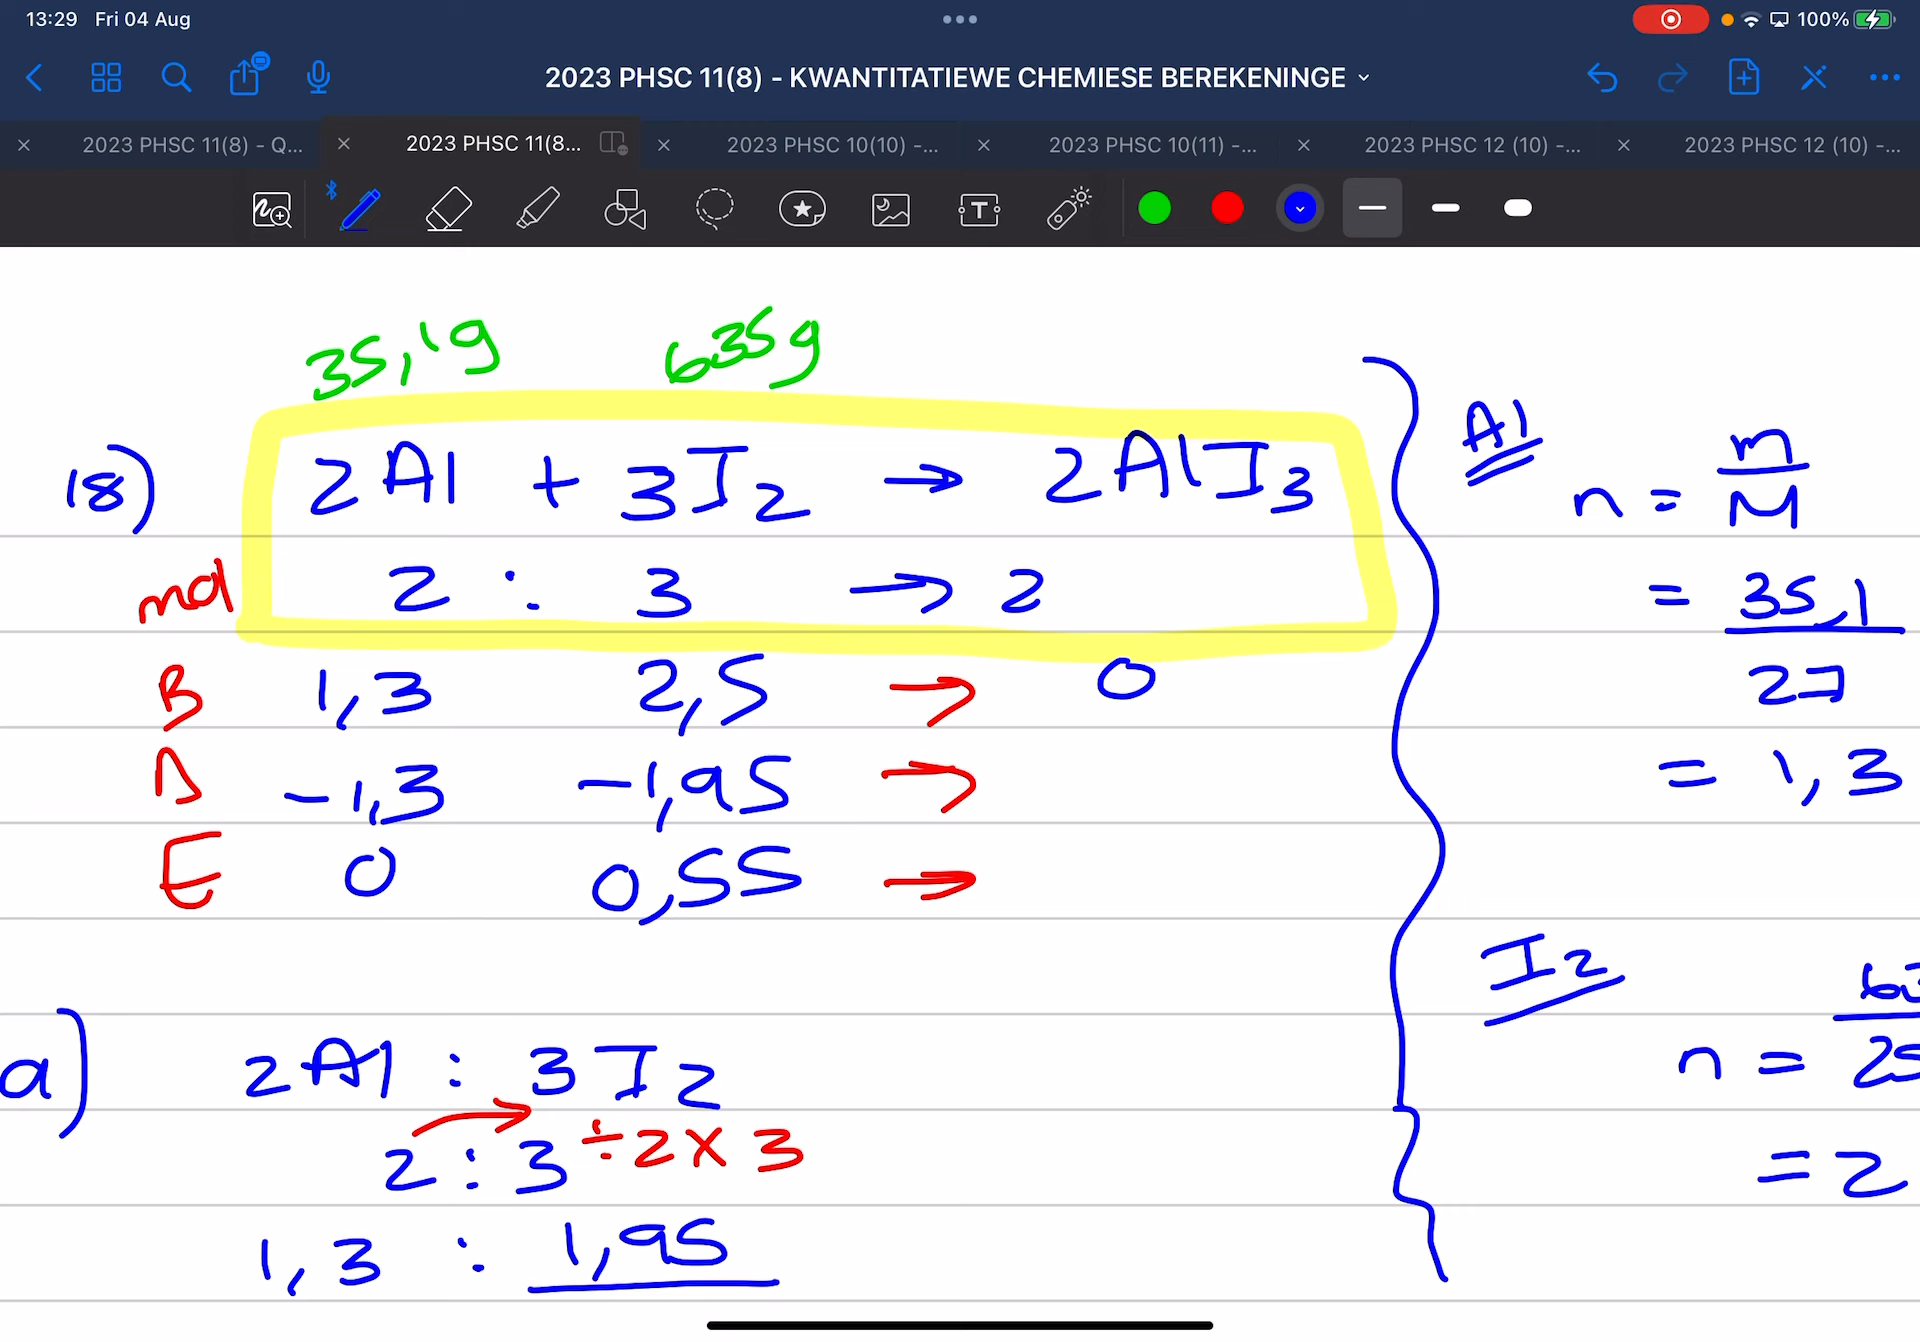 13:29 Fri 04 Aug
100%
2023 PHSC 11(8) - KWANTITATIEWE CHEMIESE BEREKENINGE
2023 PHSC 11(8) - Q...
2023 PHSC 11(8...
2023 PHSC 10(10) -...
2023 PHSC 10(11) -...
2023 PHSC 12 (10) -...
2023 PHSC 12 (10) -...
35,1g 635g
18) 2Al + 3I2 → 2AlI3
mol 2 : 3 → 2
B 1,3 2,5 → 0
Δ -1,3 -1,95 →
E 0 0,55 →
a) 2Al : 3I2
2 : 3 ÷2 x 3
1,3 : 1,95
Al
n = m/M
= 35,1/27
= 1,3
I2
n =
= 2